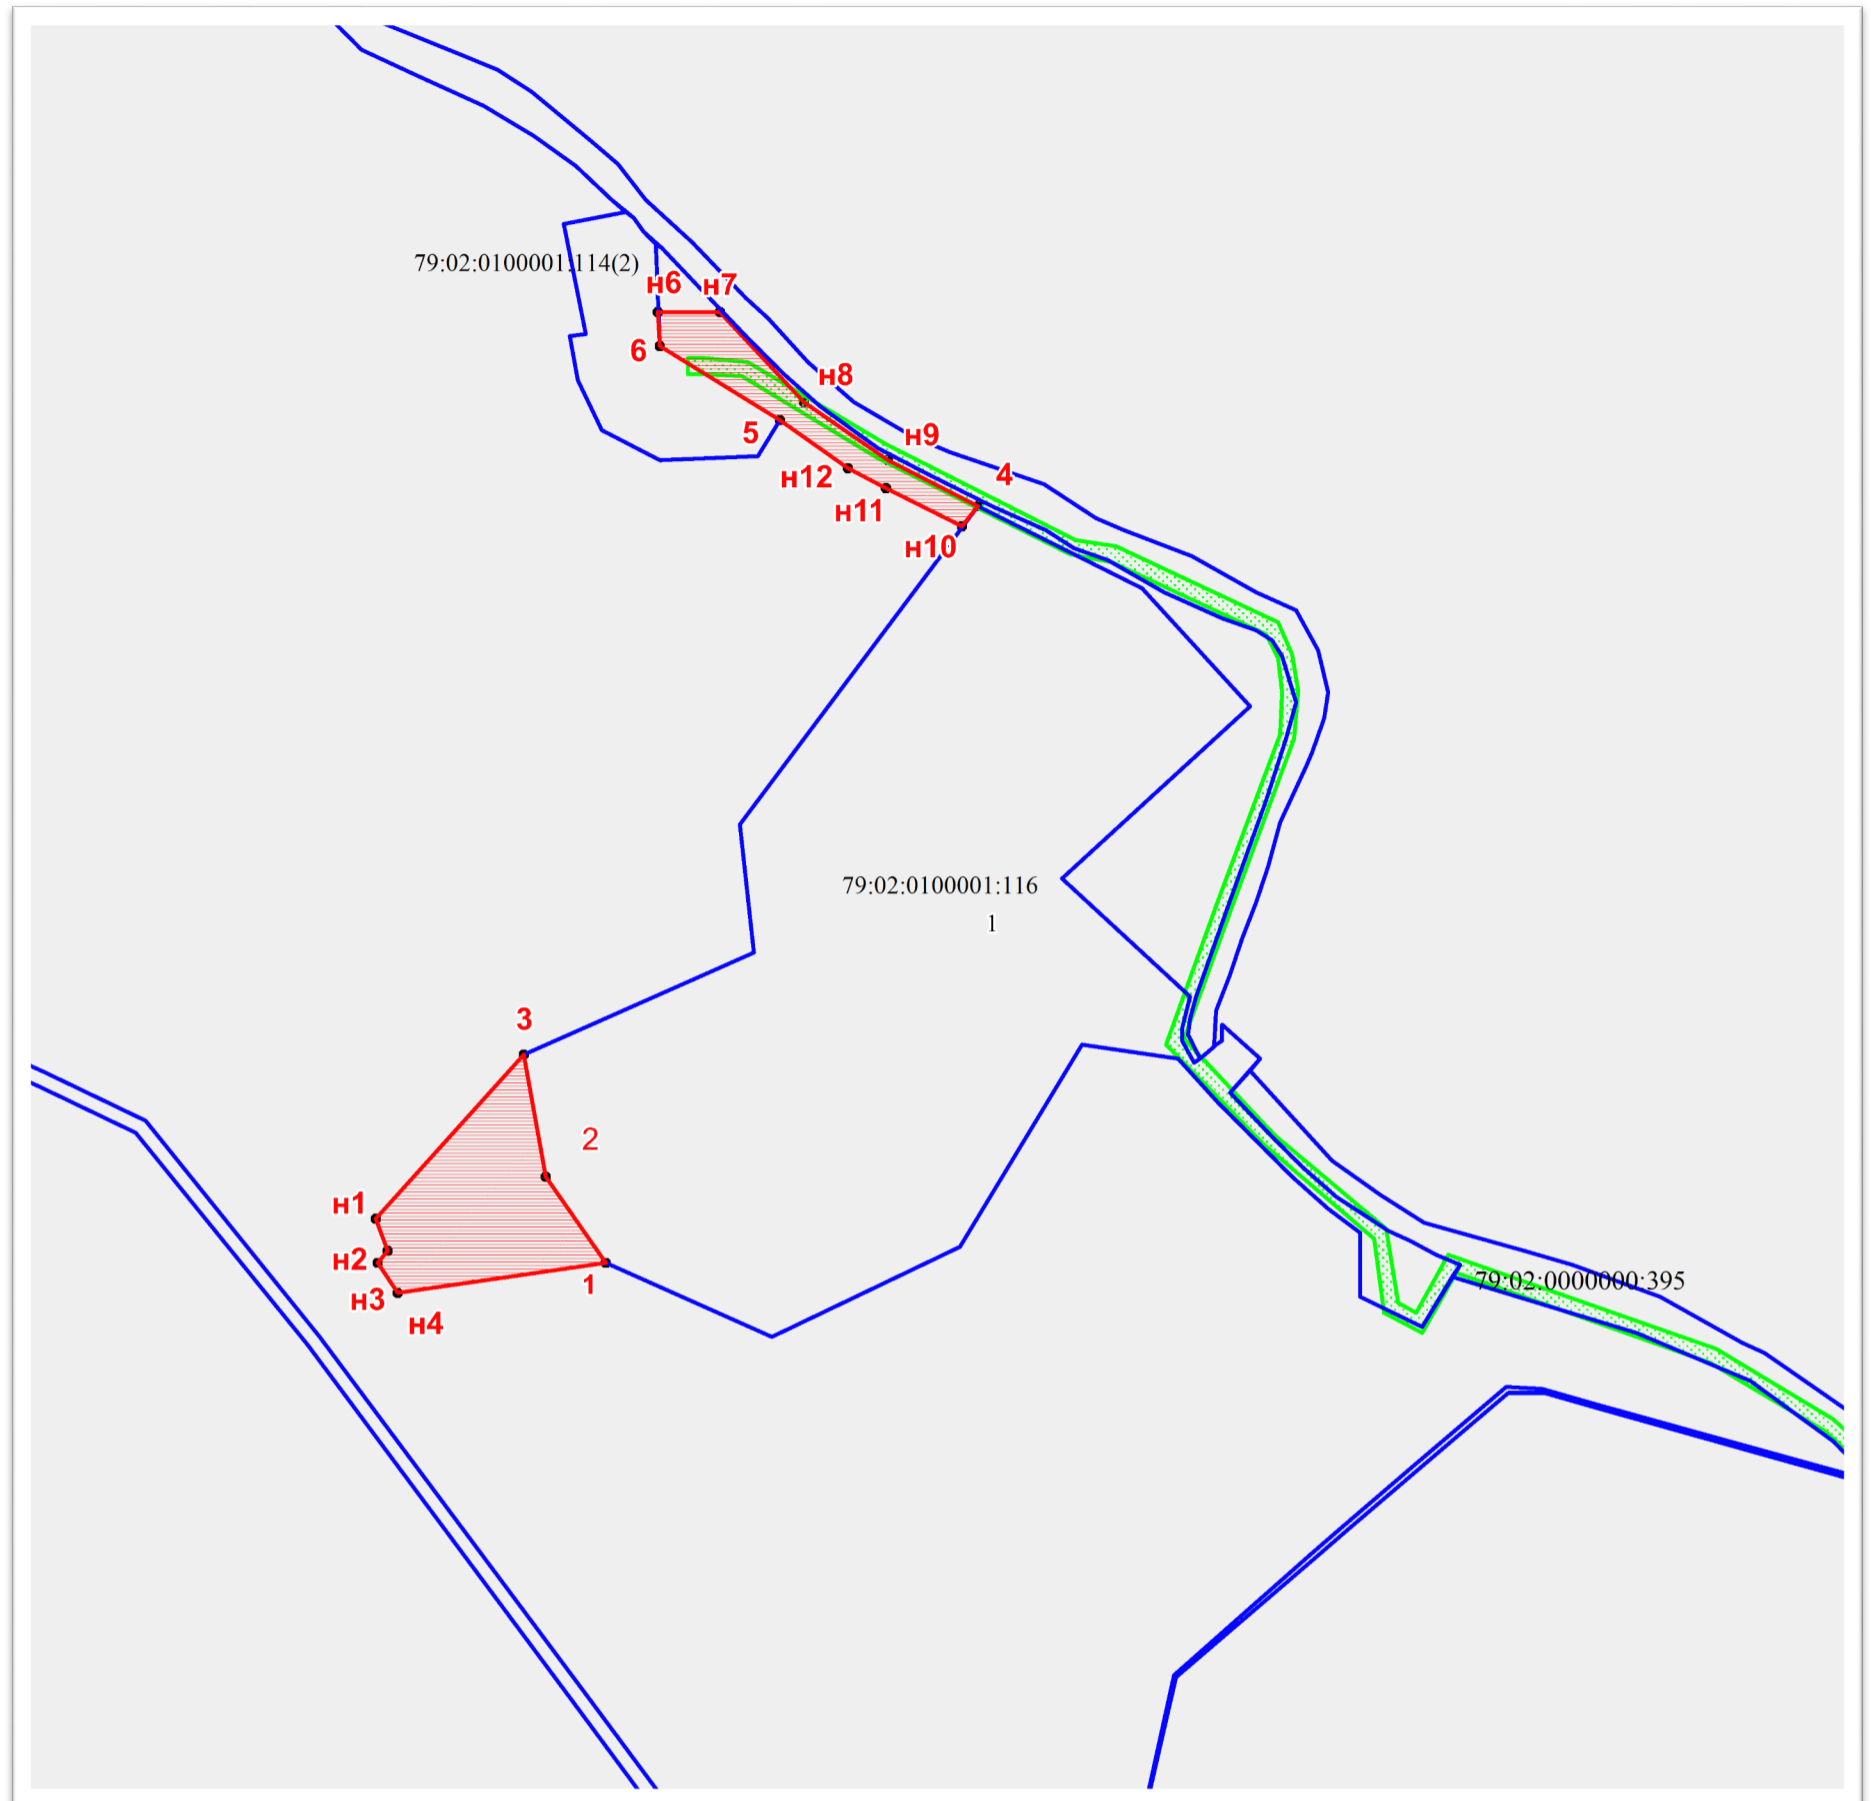 79:02:0100001:114(2)
н6
н7
6
н8
5
н9
4
н12
н11
н10
79:02:0100001:116
1
3
2
н1
н2
1
79:02:0000000:395
н3
н4